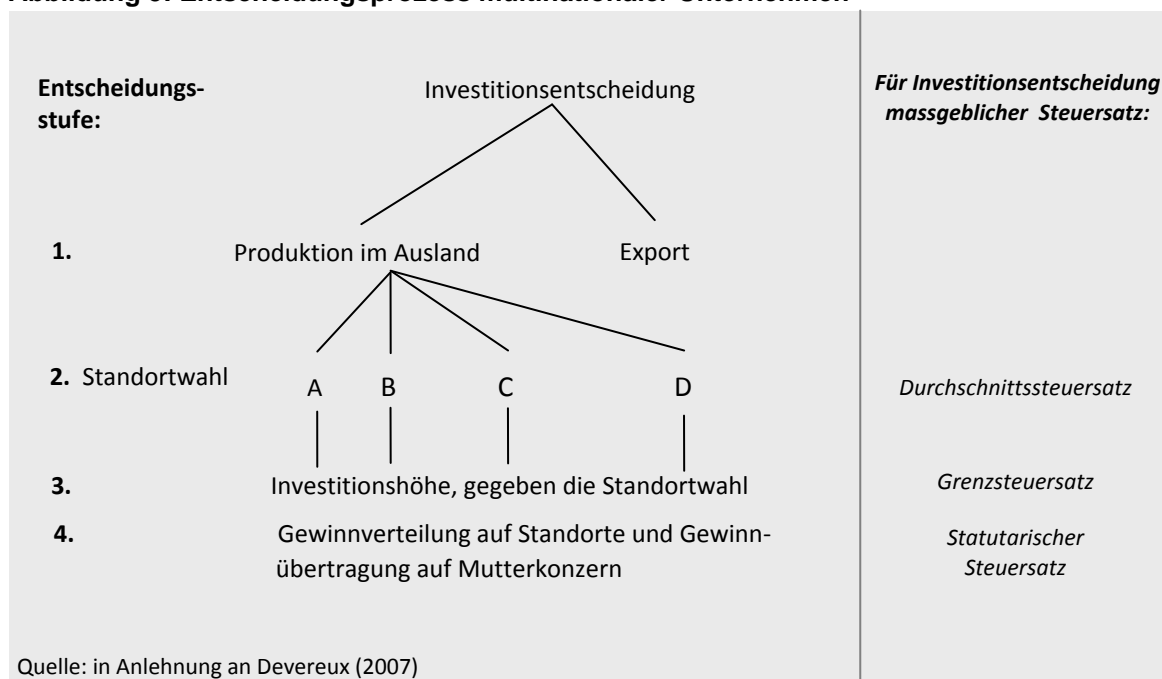 Entscheidungs-
stufe:
Investitionsentscheidung
Für Investitionsentscheidung
massgeblicher Steuersatz:
1.
Produktion im Ausland
Export
2. Standortwahl
A B C D
Durchschnittssteuersatz
3.
Investitionshöhe, gegeben die Standortwahl
Grenzsteuersatz
4.
Gewinnverteilung auf Standorte und Gewinn-
übertragung auf Mutterkonzern
Statutarischer
Steuersatz
Quelle: in Anlehnung an Devereux (2007)